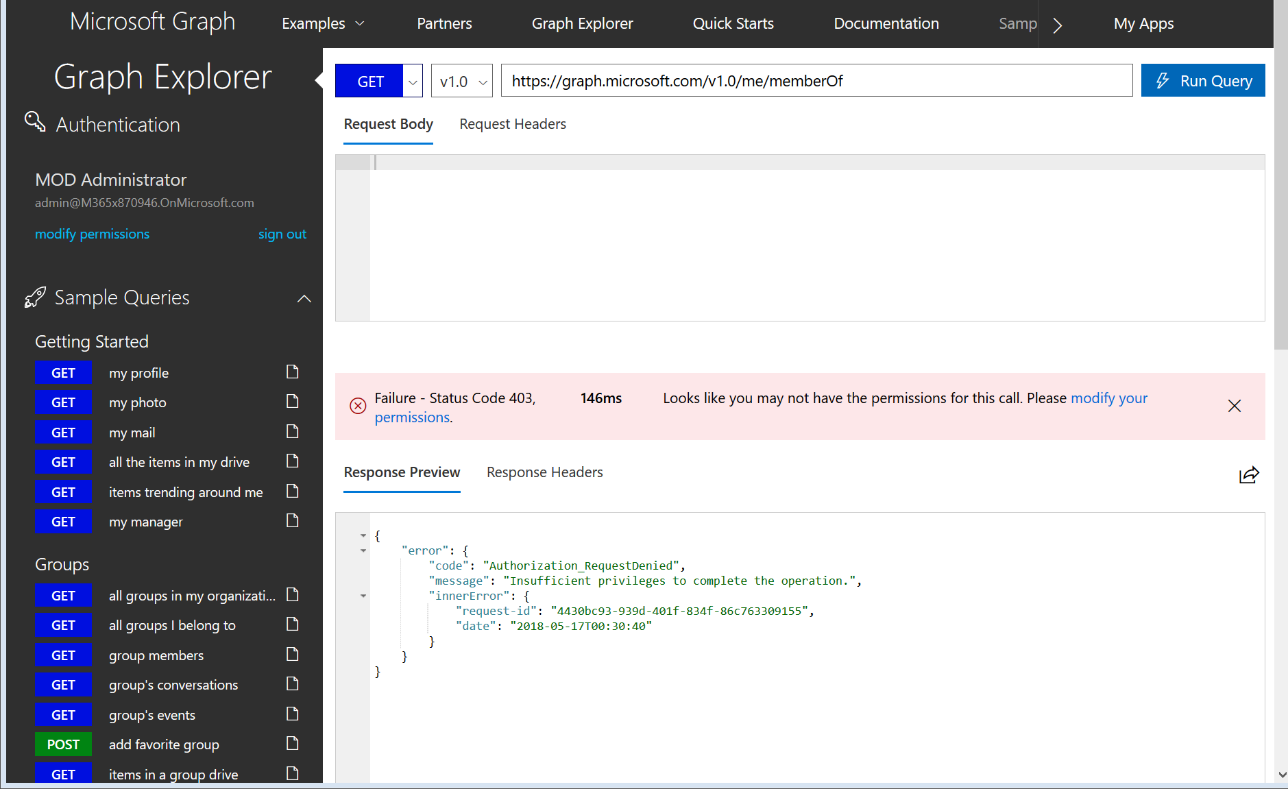 Microsoft Graph
Examples
Partners
Graph Explorer
Quick Starts
Documentation
Samp
My Apps
Graph Explorer
Authentication
MOD Administrator
admin@M365x870946.OnMicrosoft.com
modify permissions
sign out
Sample Queries
Getting Started
GET my profile
GET my photo
GET my mail
GET all the items in my drive
GET items trending around me
GET my manager
Groups
GET all groups in my organizati...
GET all groups I belong to
GET group members
GET group's conversations
GET group's events
POST add favorite group
GET items in a group drive
GET
v1.0
https://graph.microsoft.com/v1.0/me/memberOf
Run Query
Request Body
Request Headers
Failure - Status Code 403,
146ms
Looks like you may not have the permissions for this call. Please modify your
permissions.
Response Preview
Response Headers
{
"error": {
"code": "Authorization_RequestDenied",
"message": "Insufficient privileges to complete the operation.",
"innerError": {
"request-id": "4430bc93-939d-401f-834f-86c763309155",
"date": "2018-05-17T00:30:40"
}
}
}